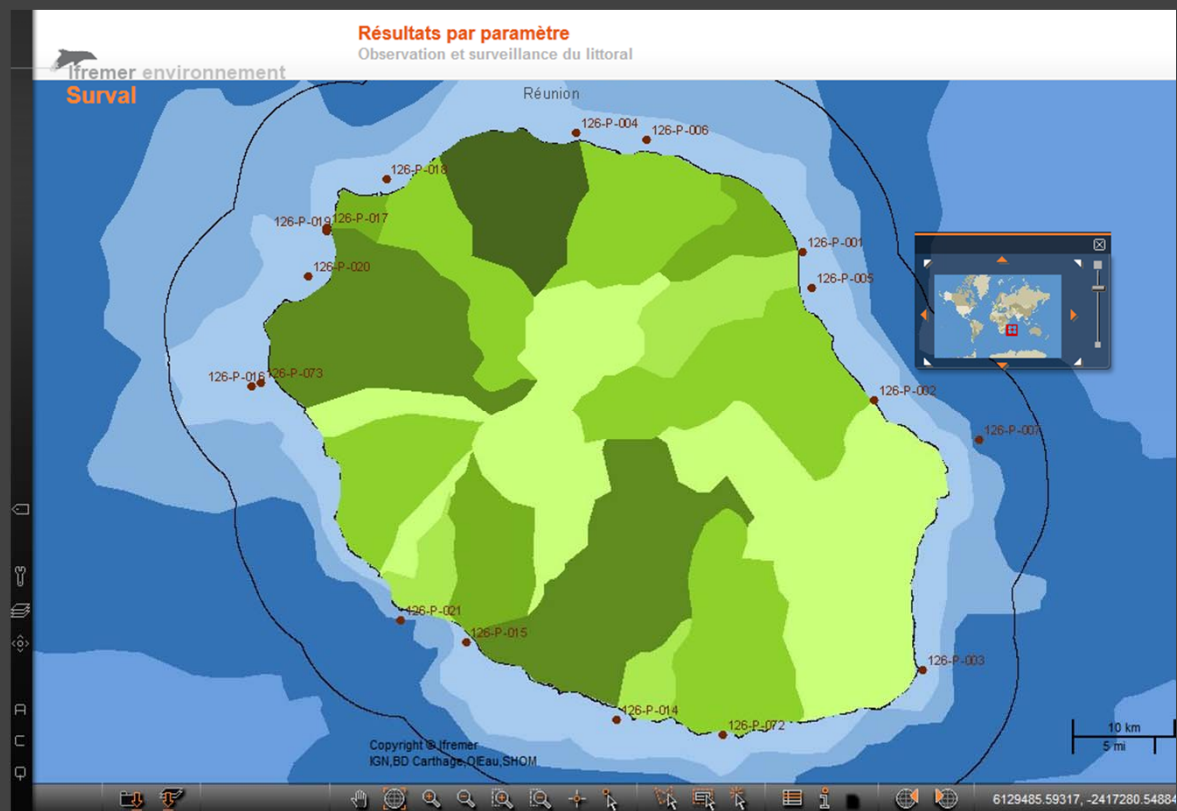 Résultats par paramètre
Observation et surveillance du littoral
Ifremer environnement
Surval
Réunion
126-P-004
126-P-006
126-P-018
126-P-019
126-P-017
126-P-001
126-P-020
126-P-005
126-P-016
126-P-073
126-P-002
126-P-007
126-P-021
126-P-015
126-P-003
126-P-014
126-P-072
10 km
5 mi
Copyright © Ifremer
IGN,BD Carthage,OIEau,SHOM
A
C
6129485.59317, -2417280.54884